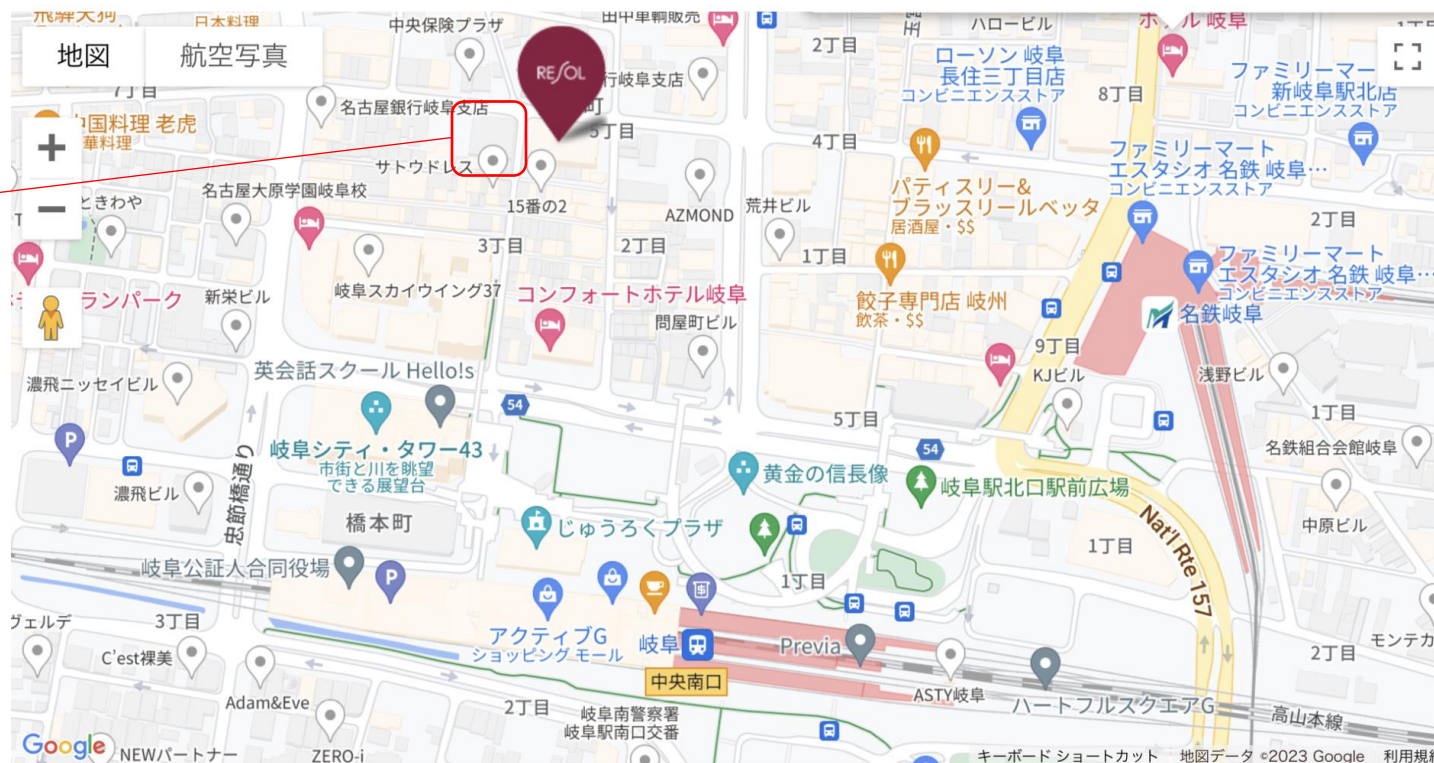 飛騨天狗
日本料理
中央保険プラザ
田中車輌販売
ハロービル
ホテル 岐阜
地図
航空写真
RESOL
行岐阜支店
町
2丁目
ローソン 岐阜
長住三丁目店
コンビニエンスストア
8丁目
ファミリーマー
新岐阜駅北店
コンビニエンスストア
7丁目
名古屋銀行岐阜支店
5丁目
4丁目
中国料理 老虎
華料理
+
サトウドレス
パティスリー&
ブラッスリールベッタ
居酒屋・$$
ファミリーマート
エスタシオ 名鉄 岐阜…
コンビニエンスストア
名古屋大原学園岐阜校
ときわや
−
15番の2
AZMOND
荒井ビル
2丁目
3丁目
2丁目
1丁目
ファミリーマート
エスタシオ 名鉄 岐阜…
コンビニエンスストア
ランパーク
新栄ビル
岐阜スカイウイング37
コンフォートホテル岐阜
問屋町ビル
餃子専門店 岐州
飲茶・$$
名鉄岐阜
9丁目
KJビル
浅野ビル
濃飛ニッセイビル
英会話スクール Hello!s
54
5丁目
1丁目
P
忠節橋通り
岐阜シティ・タワー43
市街と川を眺望
できる展望台
54
名鉄組合会館岐阜
黄金の信長像
岐阜駅北口駅前広場
濃飛ビル
橋本町
じゅうろくプラザ
中原ビル
Nat'l Rte 157
1丁目
岐阜公証人合同役場
P
1丁目
ヴェルデ
3丁目
アクティブG
ショッピング モール
岐阜
Previa
モンテカ
C'est裸美
中央南口
ASTY岐阜
2丁目
Adam&Eve
2丁目
岐阜南警察署
岐阜駅南口交番
ハートフルスクエアG
高山本線
Google
NEWパートナー
ZERO-i
キーボード ショートカット
地図データ ©2023 Google
利用規約